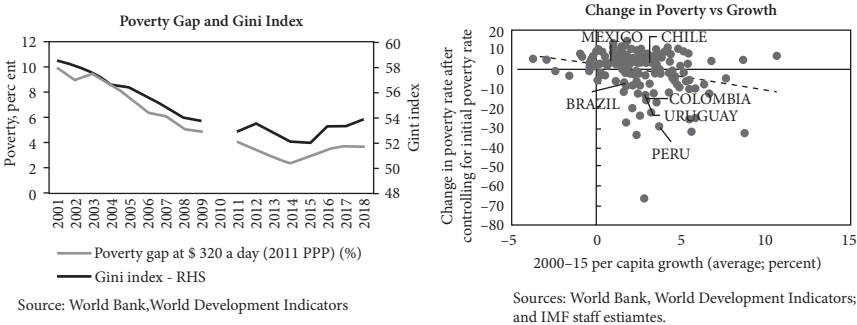 Poverty Gap and Gini Index
Poverty, perc ent
12
10
8
6
4
2
0
60
58
56
54
52
50
48
Gint index
2001
2002
2003
2004
2005
2006
2007
2008
2009
2010
2011
2012
2013
2014
2015
2016
2017
2018
Poverty gap at $ 320 a day (2011 PPP) (%)
Gini index - RHS
Source: World Bank,World Development Indicators
Change in Poverty vs Growth
Change in poverty rate after
controlling for initial poverty rate
20
10
0
−10
−20
−30
−40
−50
−60
−70
−80
MEXICO
CHILE
BRAZIL
COLOMBIA
URUGUAY
PERU
−5
0
5
10
15
2000–15 per capita growth (average; percent)
Sources: World Bank, World Development Indicators;
and IMF staff estiamtes.